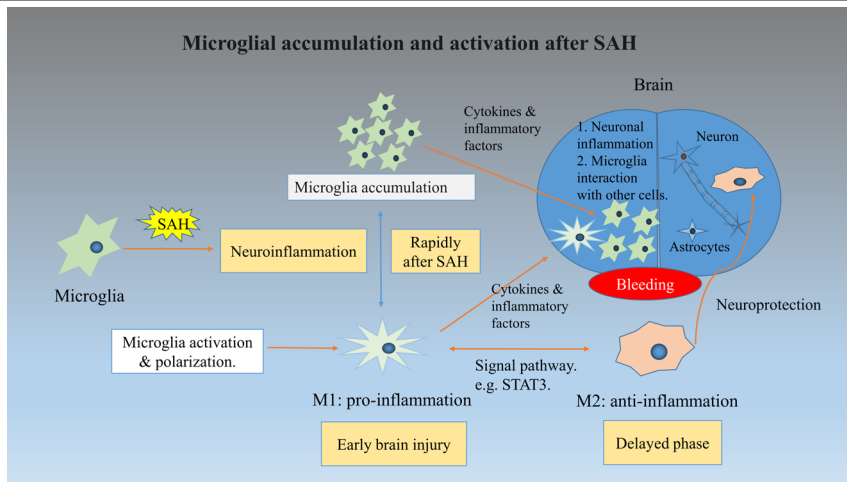 Microglial accumulation and activation after SAH
Brain
Cytokines &
inflammatory
factors
1. Neuronal
inflammation
2. Microglia
interaction
with other cells.
Neuron
Microglia accumulation
SAH
Neuroinflammation
Rapidly
after SAH
Astrocytes
Microglia
Bleeding
Cytokines &
inflammatory
factors
Neuroprotection
Microglia activation
& polarization.
Signal pathway.
e.g. STAT3.
M1: pro-inflammation
M2: anti-inflammation
Early brain injury
Delayed phase